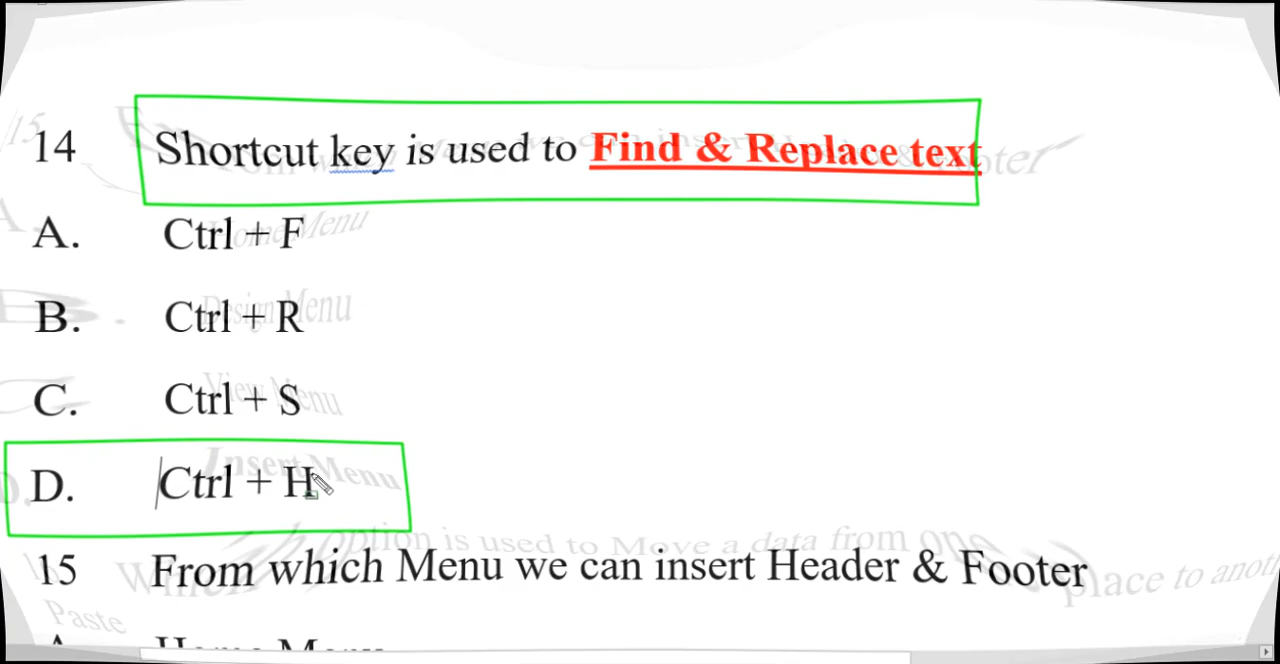 14 Shortcut key is used to Find & Replace text
A. Ctrl + F
B. Ctrl + R
C. Ctrl + S
D. Ctrl + H
15 From which Menu we can insert Header & Footer